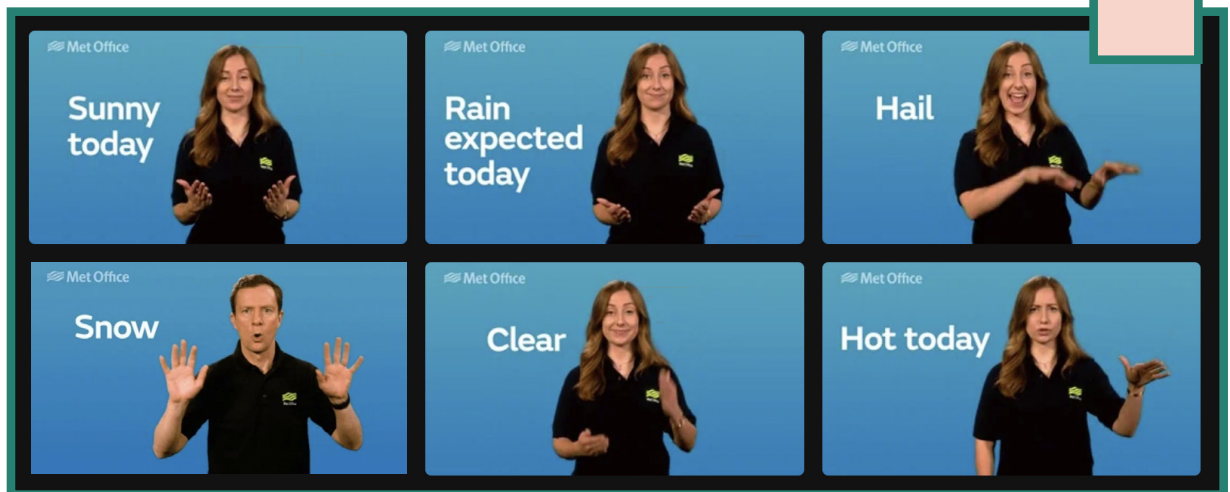 Met Office
Sunny
today
Met Office
Rain
expected
today
Met Office
Hail
Met Office
Snow
Met Office
Clear
Met Office
Hot today